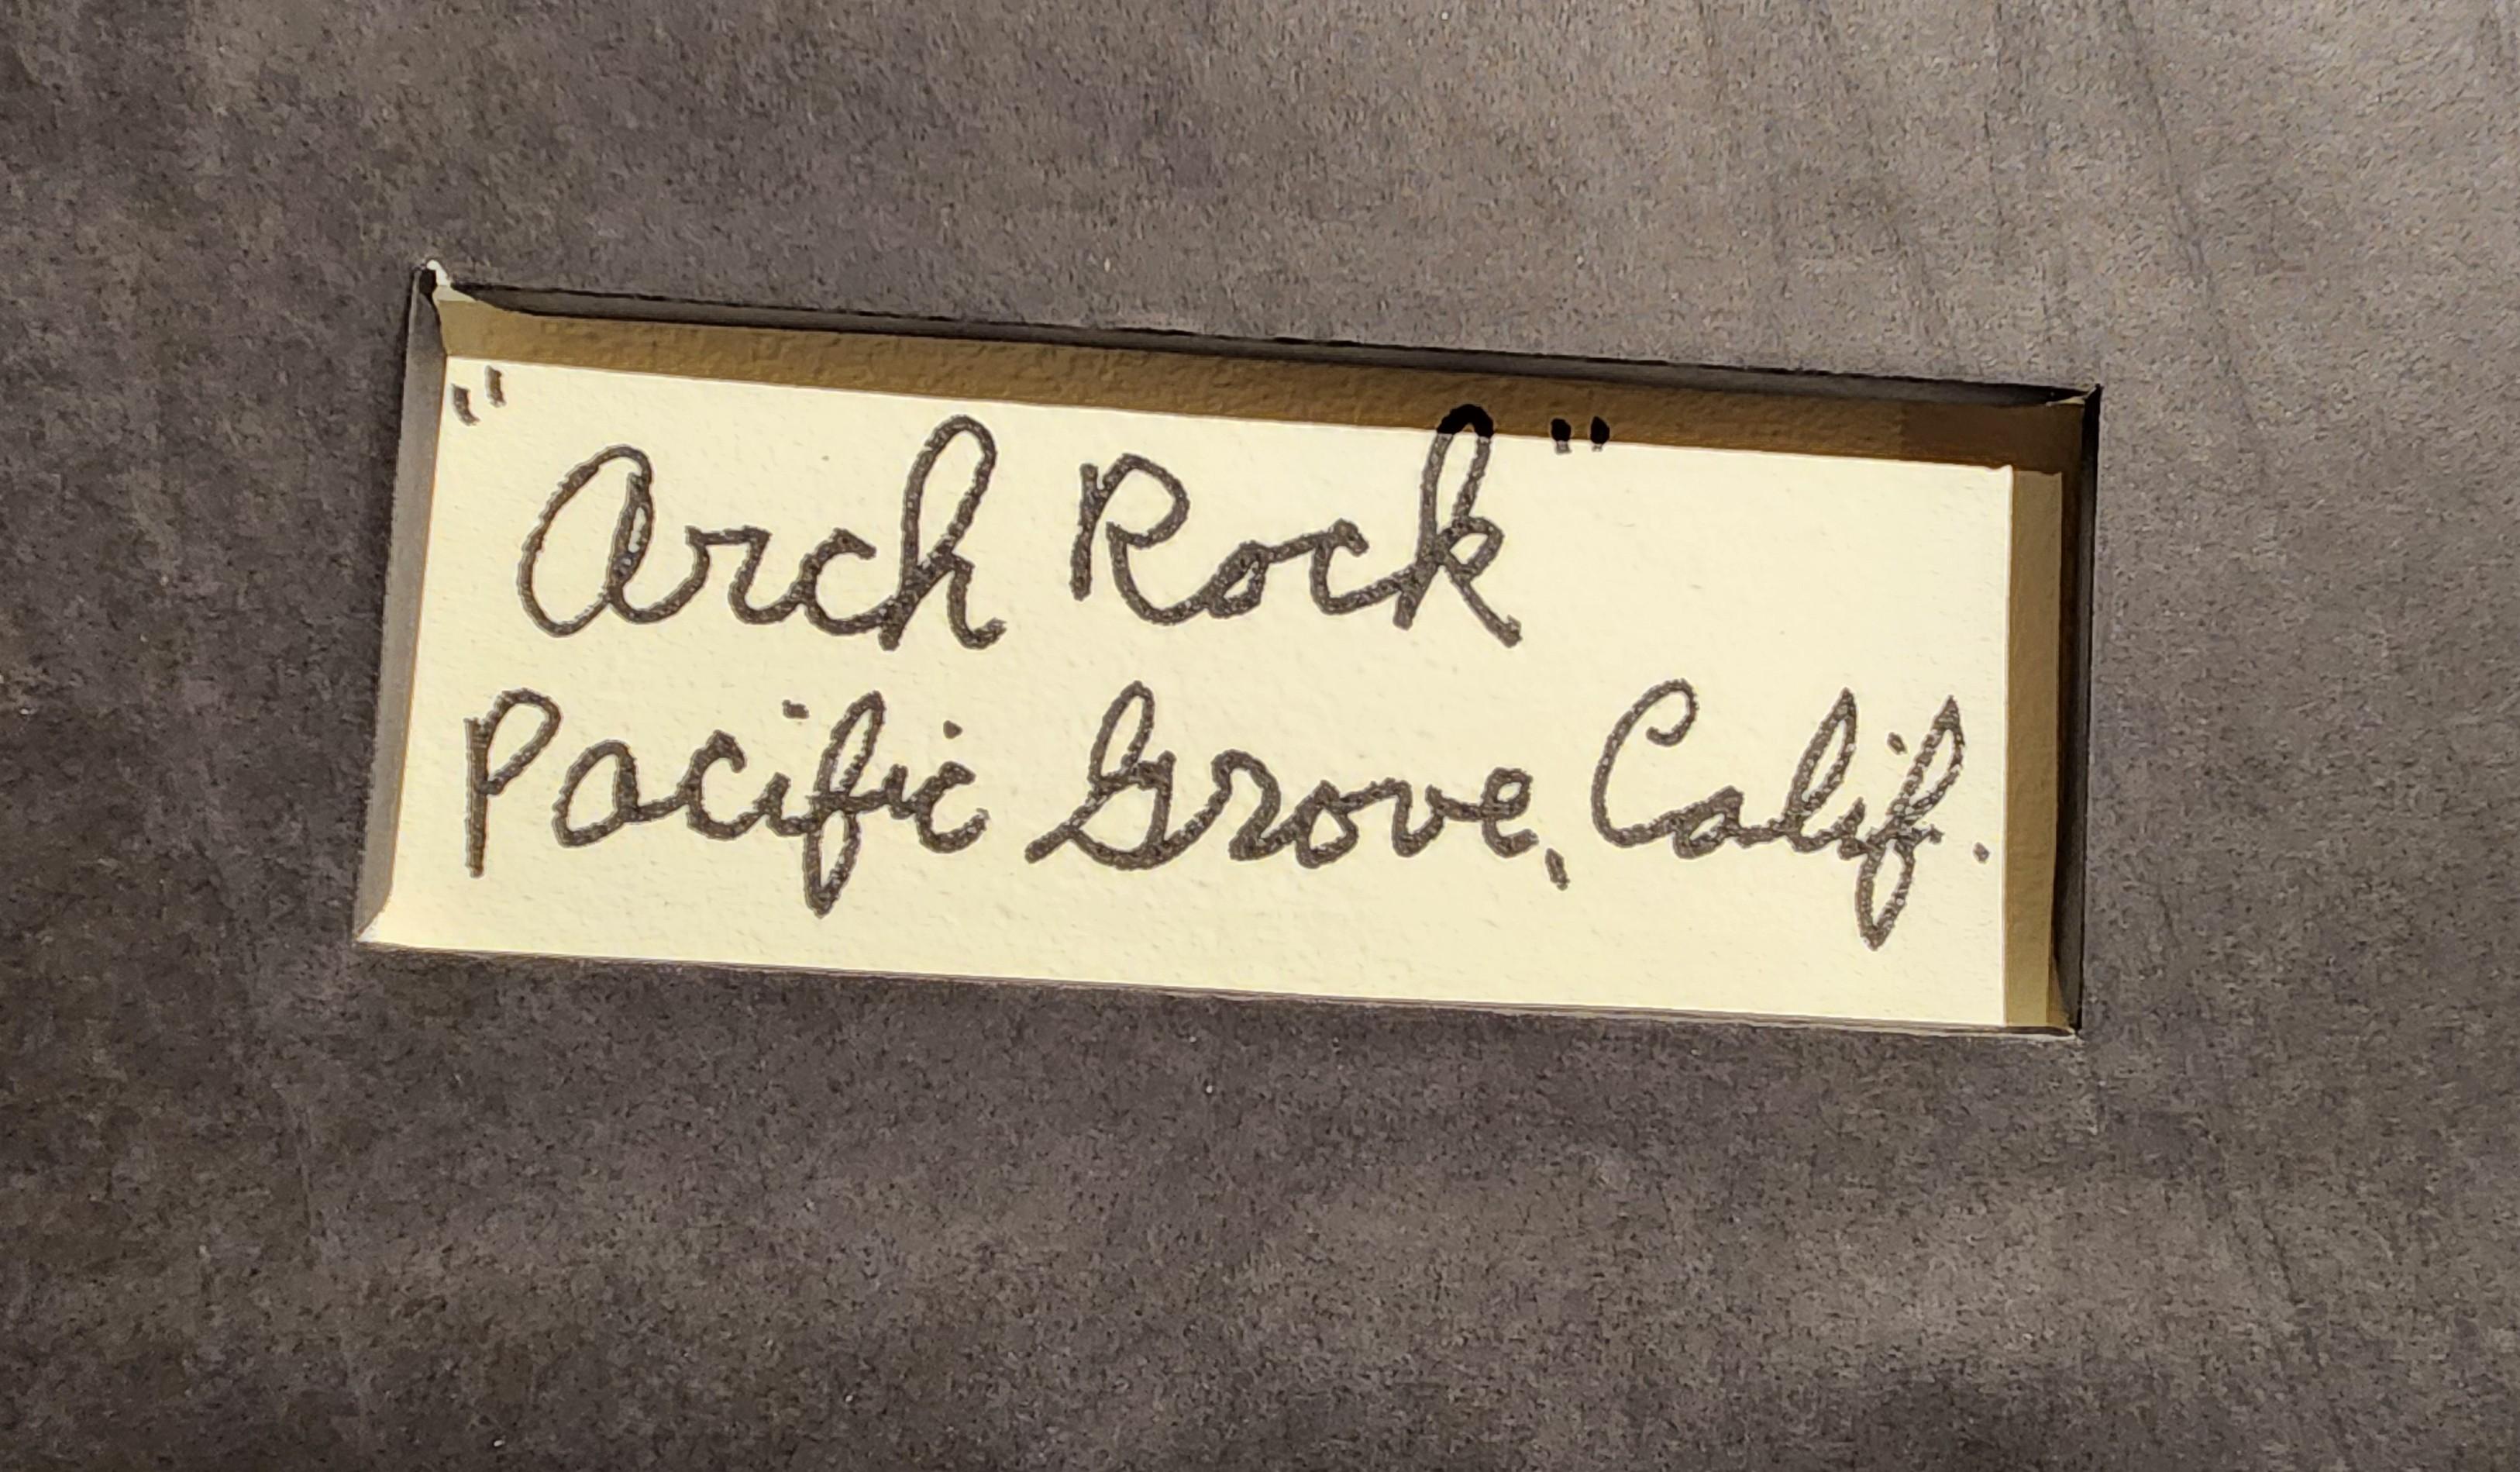 "Arch Rock"
Pacific Grove, Calif.